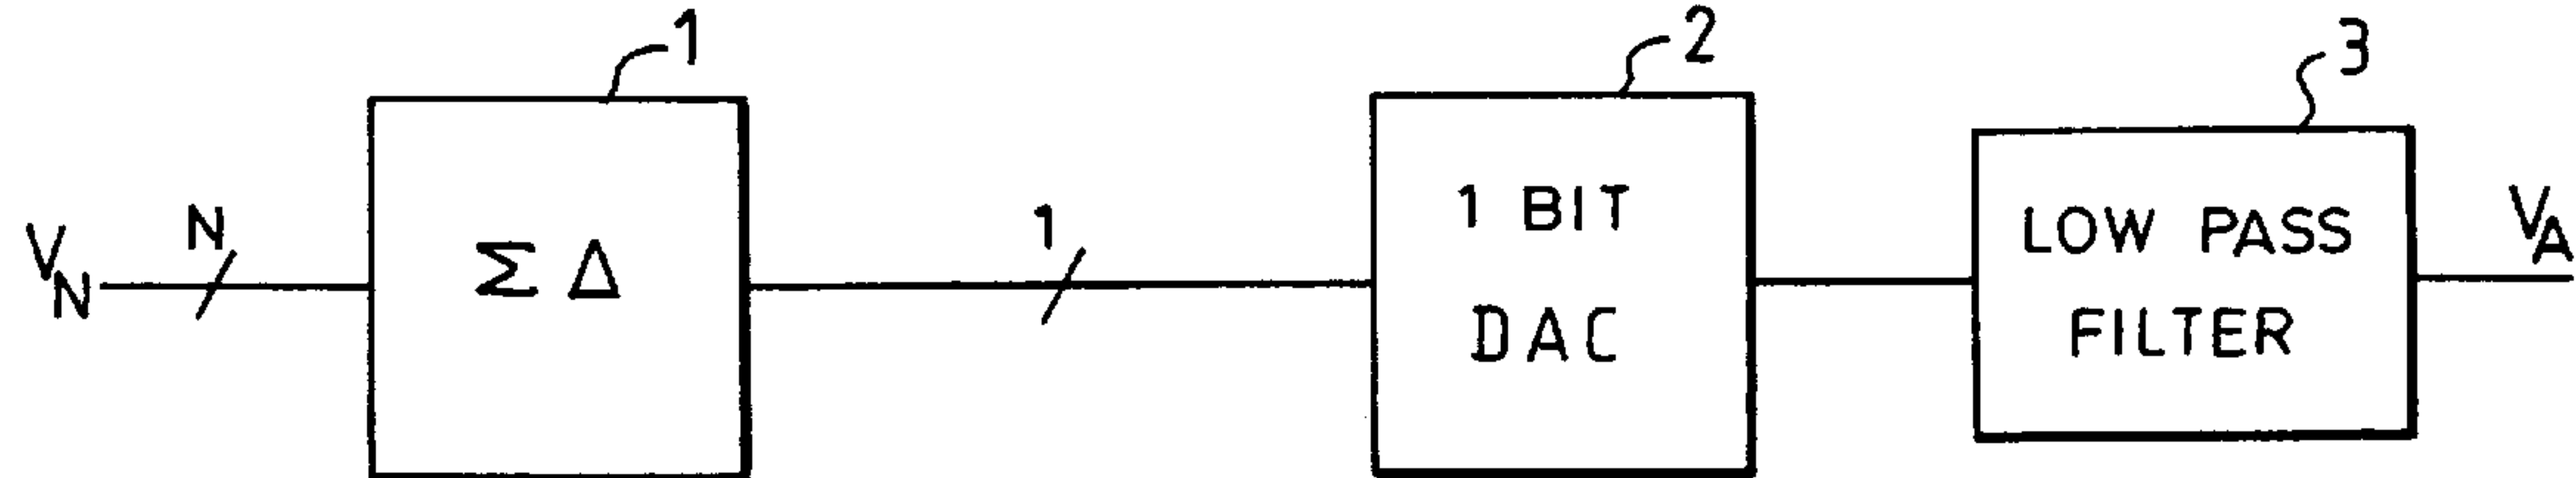 1
2
3
V_N
N
ΣΔ
1
1 BIT
DAC
LOW PASS
FILTER
V_A